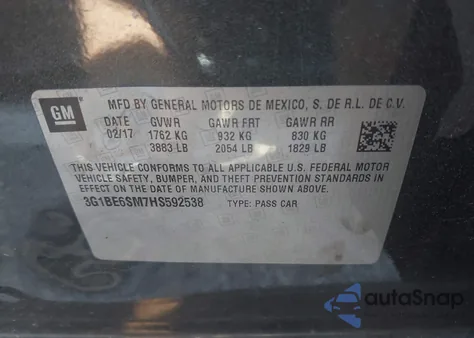 GM
MFD BY GENERAL MOTORS DE MEXICO, S. DE R.L. DE C.V.
DATE GVWR GAWR FRT GAWR RR
02/17 1762 KG 932 KG 830 KG
3883 LB 2054 LB 1829 LB
THIS VEHICLE CONFORMS TO ALL APPLICABLE U.S. FEDERAL MOTOR
VEHICLE SAFETY, BUMPER, AND THEFT PREVENTION STANDARDS
IN EFFECT ON THE DATE OF MANUFACTURE SHOWN ABOVE.
3G1BE6SM7HS592538 TYPE: PASS CAR
autoSnap